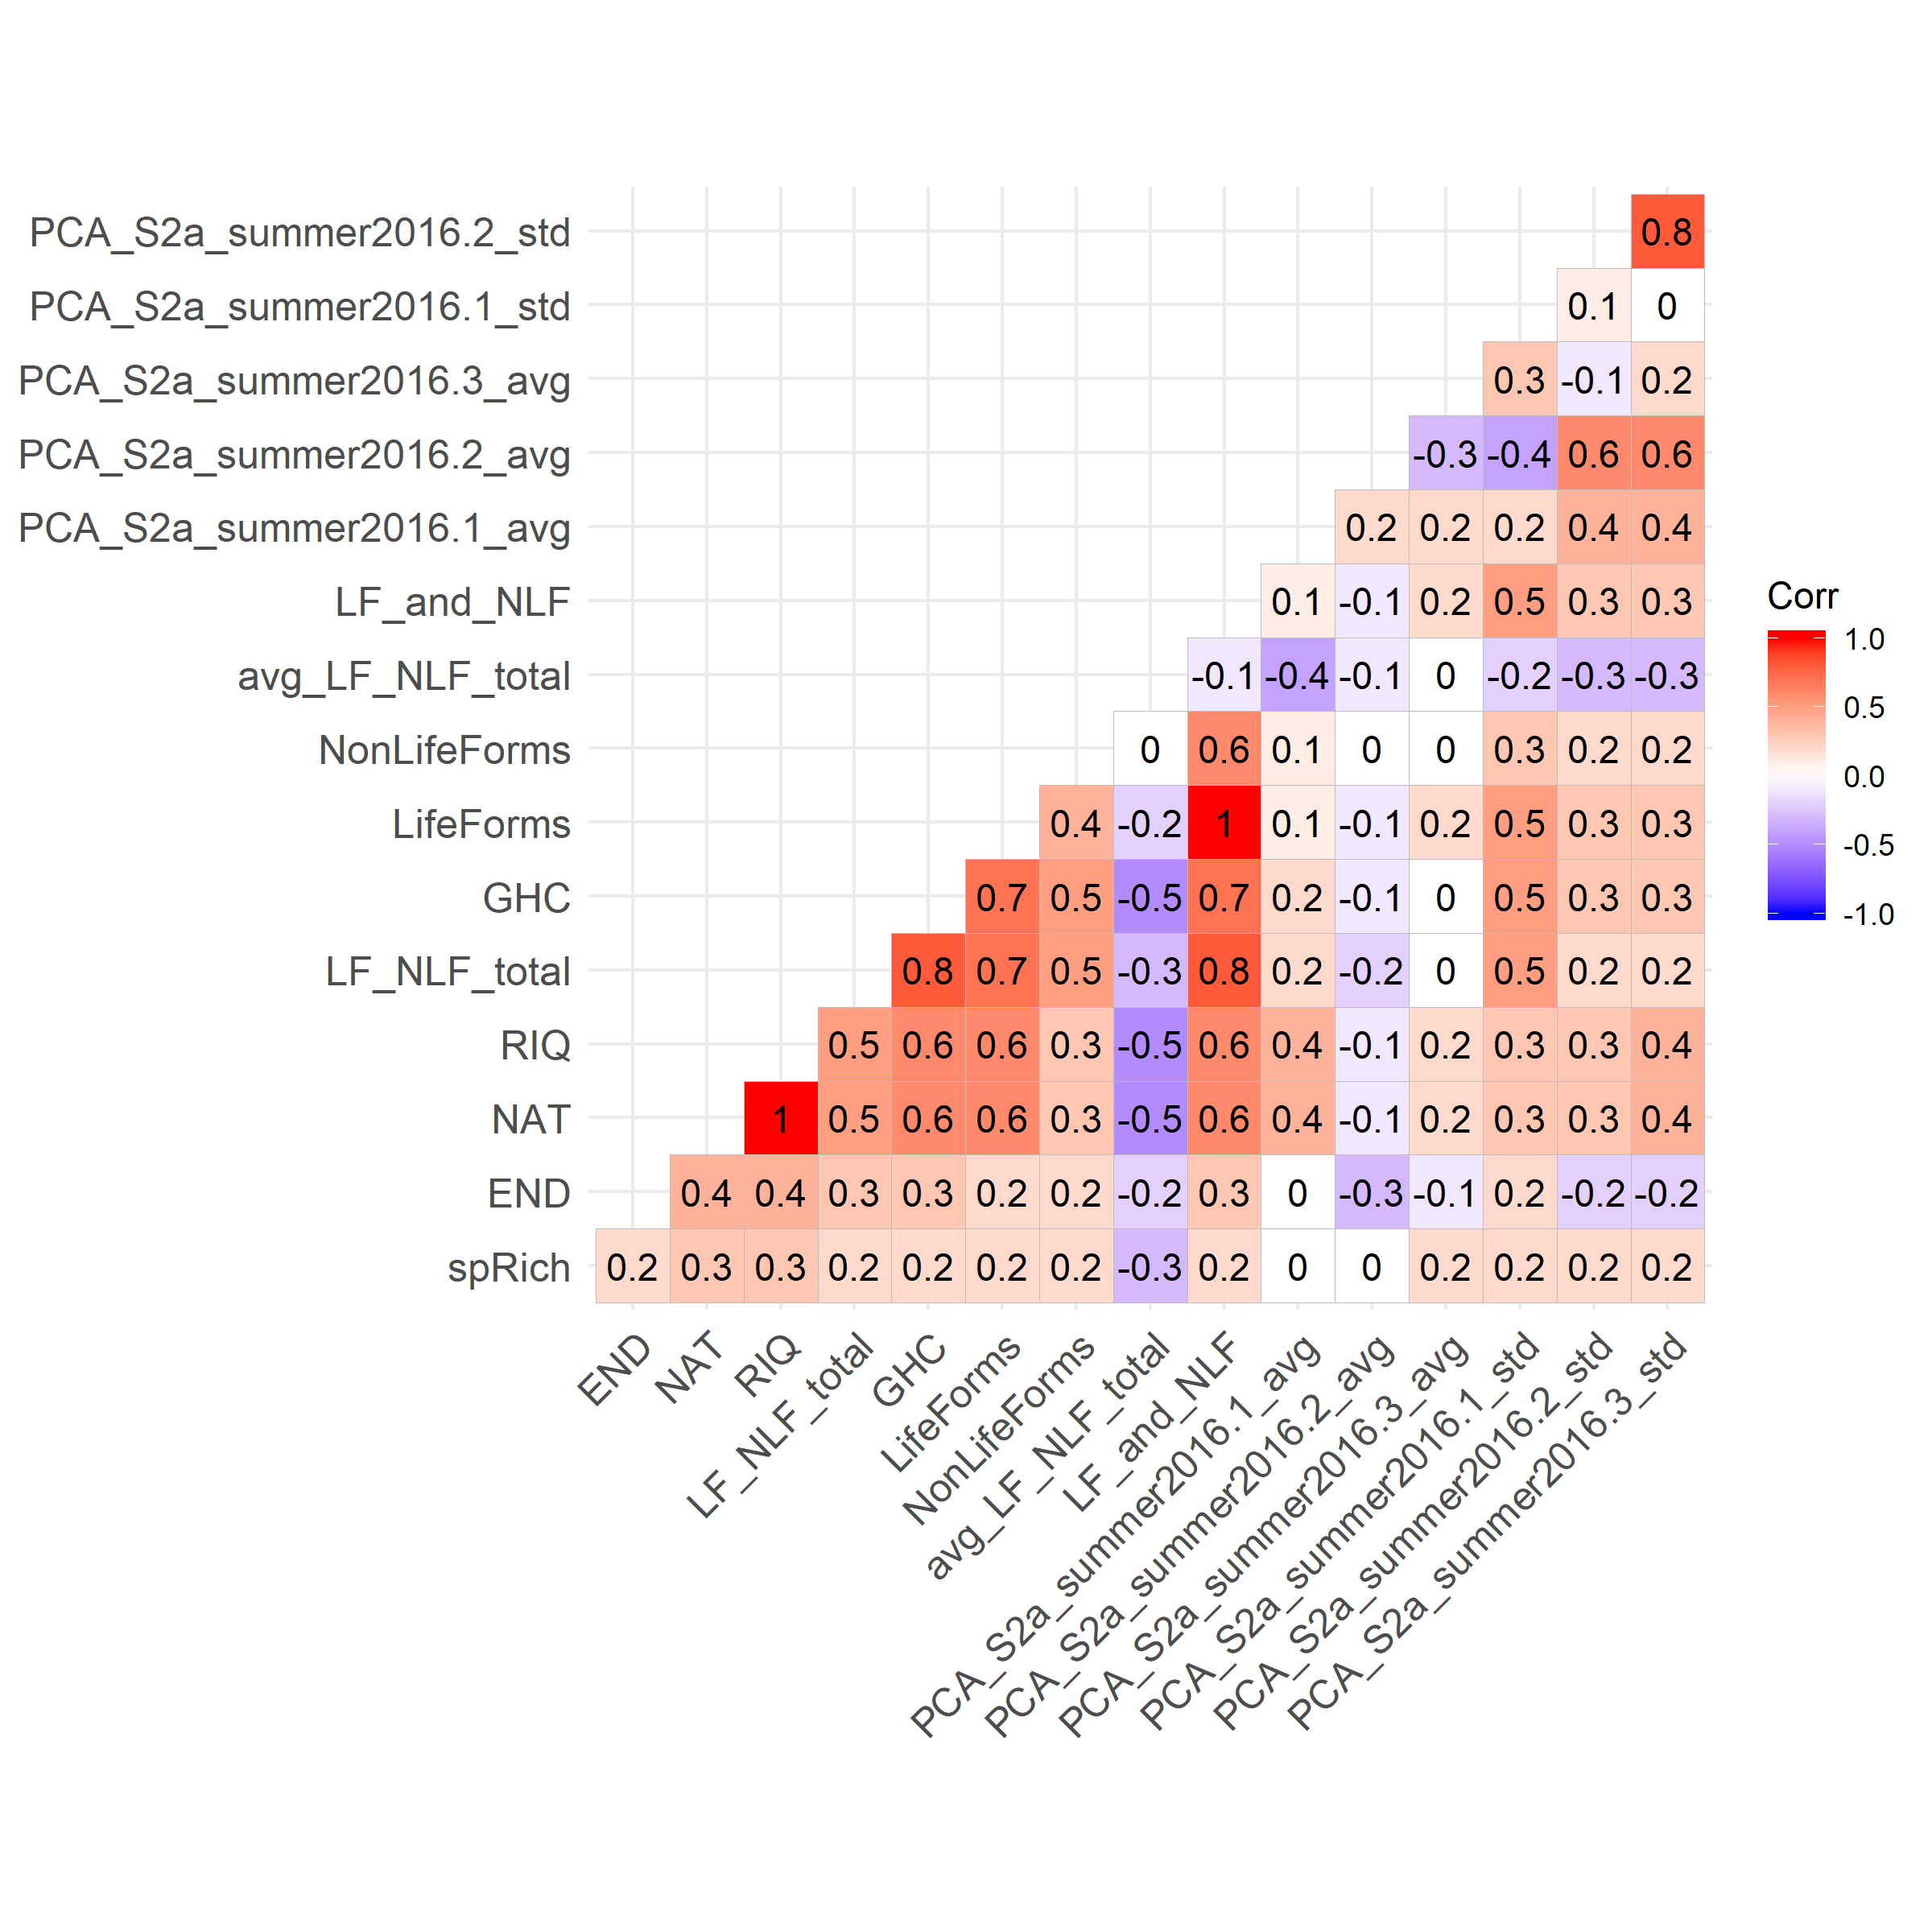 PCA_S2a_summer2016.2_std 0.8
PCA_S2a_summer2016.1_std 0.1 0
PCA_S2a_summer2016.3_avg 0.3 -0.1 0.2
PCA_S2a_summer2016.2_avg -0.3 -0.4 0.6 0.6
PCA_S2a_summer2016.1_avg 0.2 0.2 0.2 0.4 0.4
LF_and_NLF 0.1 -0.1 0.2 0.5 0.3 0.3
avg_LF_NLF_total -0.1 -0.4 -0.1 0 -0.2 -0.3 -0.3
NonLifeForms 0 0.6 0.1 0 0 0.3 0.2 0.2
LifeForms 0.4 -0.2 1 0.1 -0.1 0.2 0.5 0.3 0.3
GHC 0.7 0.5 -0.5 0.7 0.2 -0.1 0 0.5 0.3 0.3
LF_NLF_total 0.8 0.7 0.5 -0.3 0.8 0.2 -0.2 0 0.5 0.2 0.2
RIQ 0.5 0.6 0.6 0.3 -0.5 0.6 0.4 -0.1 0.2 0.3 0.3 0.4
NAT 1 0.5 0.6 0.6 0.3 -0.5 0.6 0.4 -0.1 0.2 0.3 0.3 0.4
END 0.4 0.4 0.3 0.3 0.2 0.2 -0.2 0.3 0 -0.3 -0.1 0.2 -0.2 -0.2
spRich 0.2 0.3 0.3 0.2 0.2 0.2 0.2 -0.3 0.2 0 0 0.2 0.2 0.2 0.2
END
NAT
RIQ
LF_NLF_total
GHC
LifeForms
NonLifeForms
avg_LF_NLF_total
LF_and_NLF
PCA_S2a_summer2016.1_avg
PCA_S2a_summer2016.2_avg
PCA_S2a_summer2016.3_avg
PCA_S2a_summer2016.1_std
PCA_S2a_summer2016.2_std
PCA_S2a_summer2016.3_std
Corr
1.0
0.5
0.0
-0.5
-1.0